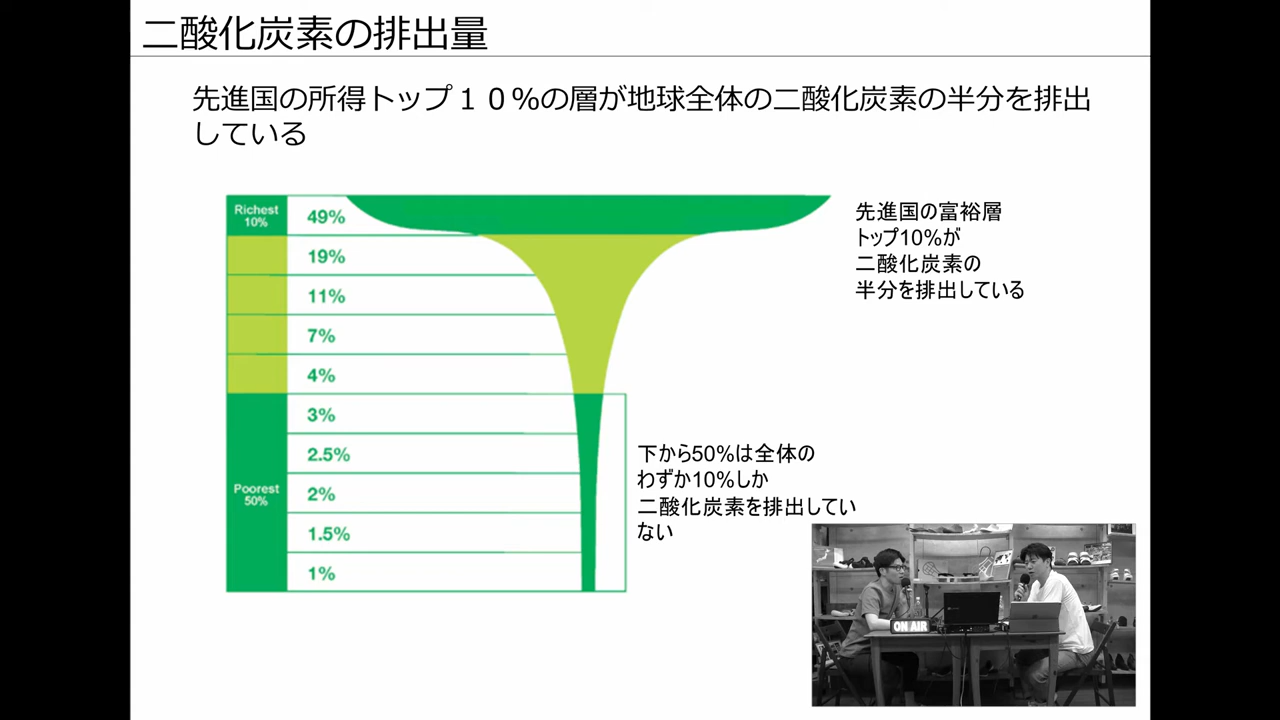 二酸化炭素の排出量
先進国の所得トップ１０％の層が地球全体の二酸化炭素の半分を排出
している
Richest
10%
49%
19%
11%
7%
4%
3%
2.5%
2%
1.5%
1%
Poorest
50%
先進国の富裕層
トップ10%が
二酸化炭素の
半分を排出している
下から50%は全体の
わずか10%しか
二酸化炭素を排出してい
ない
ON AIR